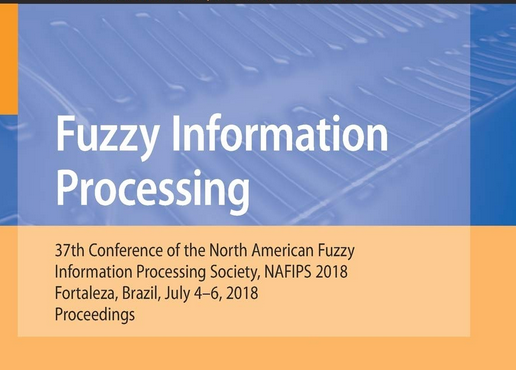 Fuzzy Information
Processing
37th Conference of the North American Fuzzy
Information Processing Society, NAFIPS 2018
Fortaleza, Brazil, July 4–6, 2018
Proceedings